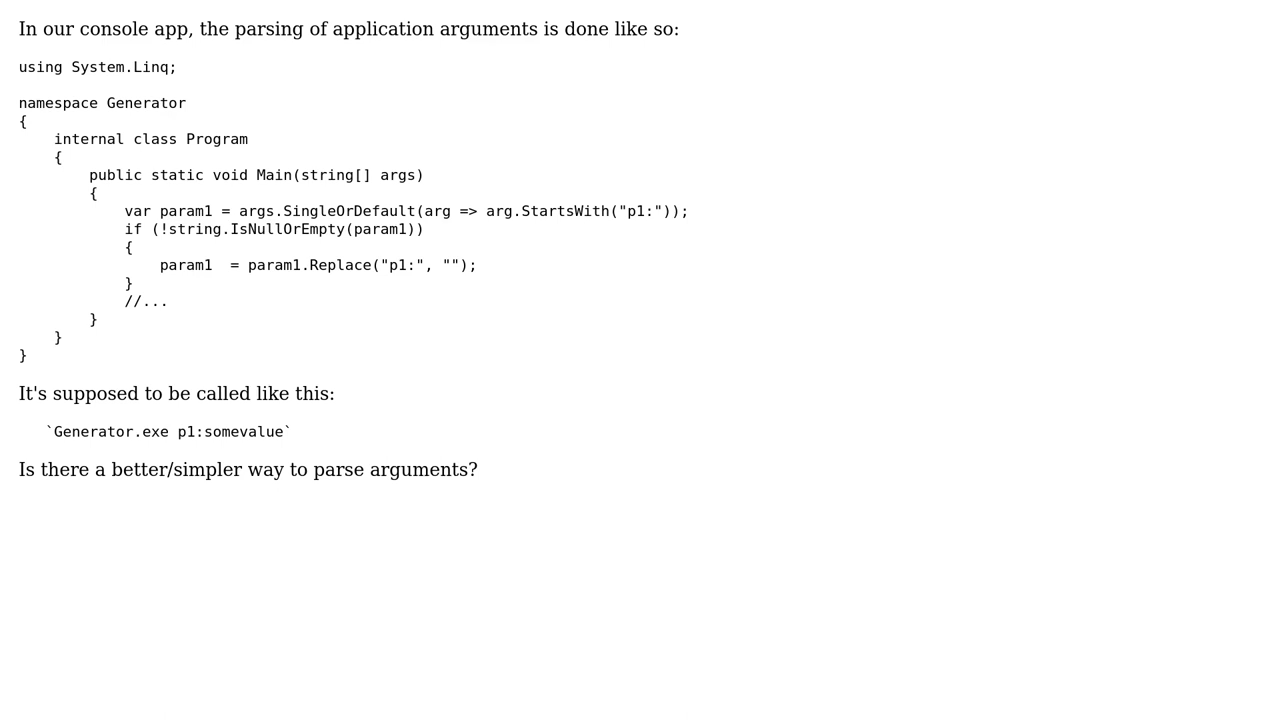 In our console app, the parsing of application arguments is done like so:
using System.Linq;
namespace Generator
{
    internal class Program
    {
        public static void Main(string[] args)
        {
            var param1 = args.SingleOrDefault(arg => arg.StartsWith("p1:"));
            if (!string.IsNullOrEmpty(param1))
            {
                param1  = param1.Replace("p1:", "");
            }
            //...
        }
    }
}
It's supposed to be called like this:
`Generator.exe p1:somevalue`
Is there a better/simpler way to parse arguments?